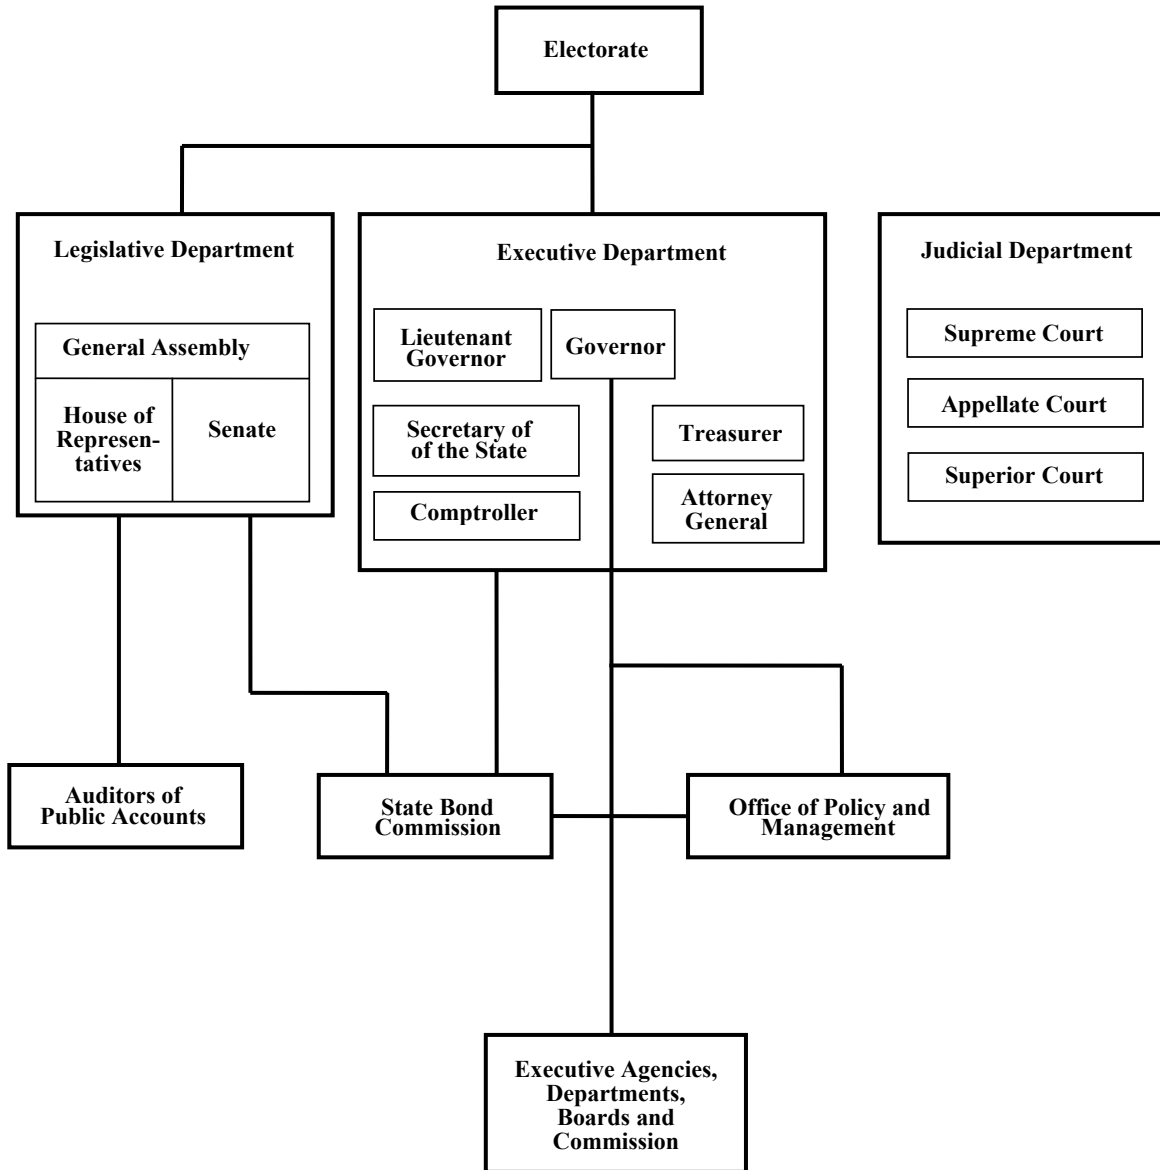 Electorate
Legislative Department
General Assembly
House of
Represen-
tatives
Senate
Executive Department
Lieutenant
Governor
Governor
Secretary of
of the State
Treasurer
Comptroller
Attorney
General
Judicial Department
Supreme Court
Appellate Court
Superior Court
Auditors of
Public Accounts
State Bond
Commission
Office of Policy and
Management
Executive Agencies,
Departments,
Boards and
Commission